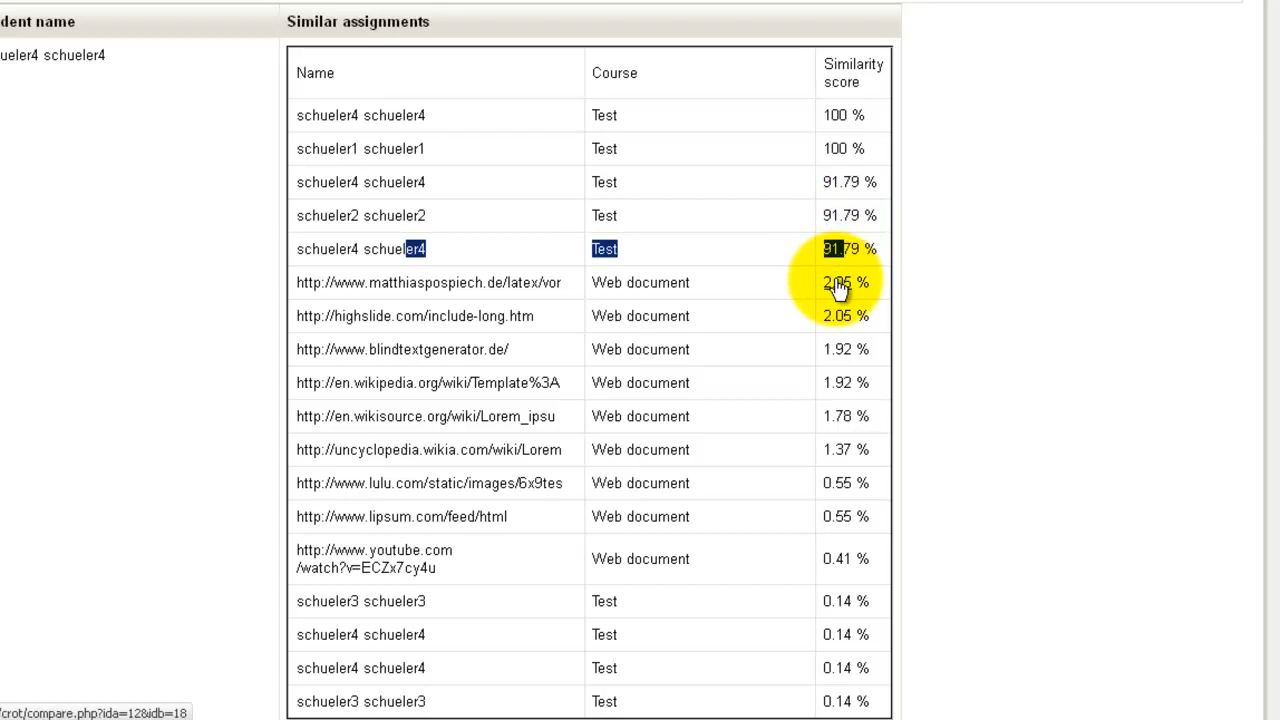 dent name
Similar assignments
ueler4 schueler4
Name Course Similarity score
schueler4 schueler4 Test 100 %
schueler1 schueler1 Test 100 %
schueler4 schueler4 Test 91.79 %
schueler2 schueler2 Test 91.79 %
schueler4 schueler4 Test 91.79 %
http://www.matthiaspospiech.de/latex/vor Web document 2.05 %
http://highslide.com/include-long.htm Web document 2.05 %
http://www.blindtextgenerator.de/ Web document 1.92 %
http://en.wikipedia.org/wiki/Template%3A Web document 1.92 %
http://en.wikisource.org/wiki/Lorem_ipsu Web document 1.78 %
http://uncyclopedia.wikia.com/wiki/Lorem Web document 1.37 %
http://www.lulu.com/static/images/6x9tes Web document 0.55 %
http://www.lipsum.com/feed/html Web document 0.55 %
http://www.youtube.com
/watch?v=ECZx7cy4u Web document 0.41 %
schueler3 schueler3 Test 0.14 %
schueler4 schueler4 Test 0.14 %
schueler4 schueler4 Test 0.14 %
schueler3 schueler3 Test 0.14 %
/crot/compare.php?ida=12&idb=18